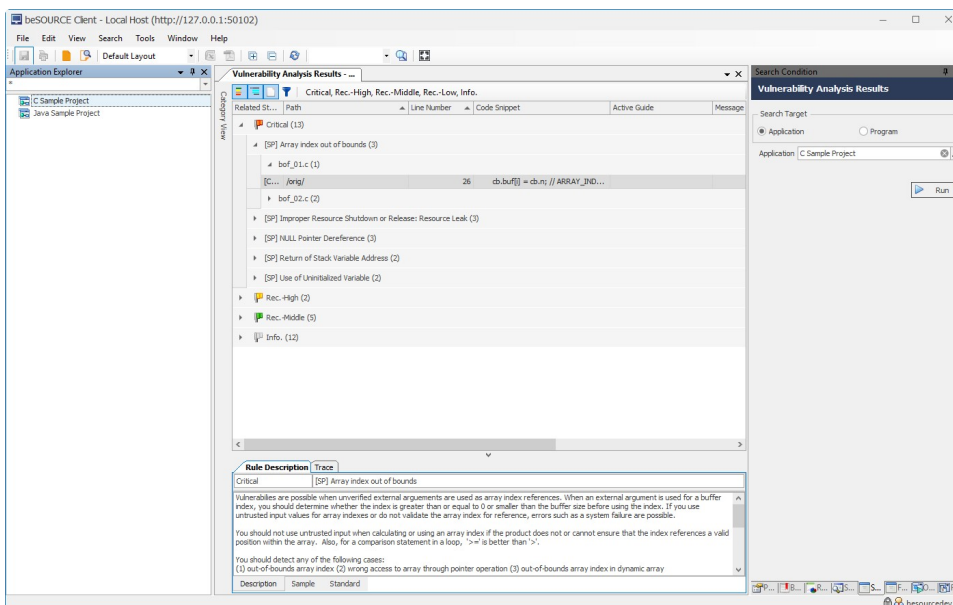 beSOURCE Client - Local Host (http://127.0.0.1:50102)
File Edit View Search Tools Window Help
Default Layout
Application Explorer
*
C Sample Project
Java Sample Project
Category View
Vulnerability Analysis Results - ...
Critical, Rec.-High, Rec.-Middle, Rec.-Low, Info.
Related St... Path Line Number Code Snippet Active Guide Message
Critical (13)
[SP] Array index out of bounds (3)
bof_01.c (1)
[C... /orig/ 26 cb.buf[i] = cb.n; // ARRAY_IND...
bof_02.c (2)
[SP] Improper Resource Shutdown or Release: Resource Leak (3)
[SP] NULL Pointer Dereference (3)
[SP] Return of Stack Variable Address (2)
[SP] Use of Uninitialized Variable (2)
Rec.-High (2)
Rec.-Middle (5)
Info. (12)
Rule Description Trace
Critical [SP] Array index out of bounds
Vulnerabilies are possible when unverified external arguements are used as array index references. When an external argument is used for a buffer
index, you should determine whether the index is greater than or equal to 0 or smaller than the buffer size before using the index. If you use
untrusted input values for array indexes or do not validate the array index for reference, errors such as a system failure are possible.
You should not use untrusted input when calculating or using an array index if the product does not or cannot ensure that the index references a valid
position within the array. Also, for a comparison statement in a loop, '>=' is better than '>'.
You should detect any of the following cases:
(1) out-of-bounds array index (2) wrong access to array through pointer operation (3) out-of-bounds array index in dynamic array
Description Sample Standard
Search Condition
Vulnerability Analysis Results
Search Target
Application Program
Application C Sample Project
Run
P... B... R... S... S... F... O...
besourcedev